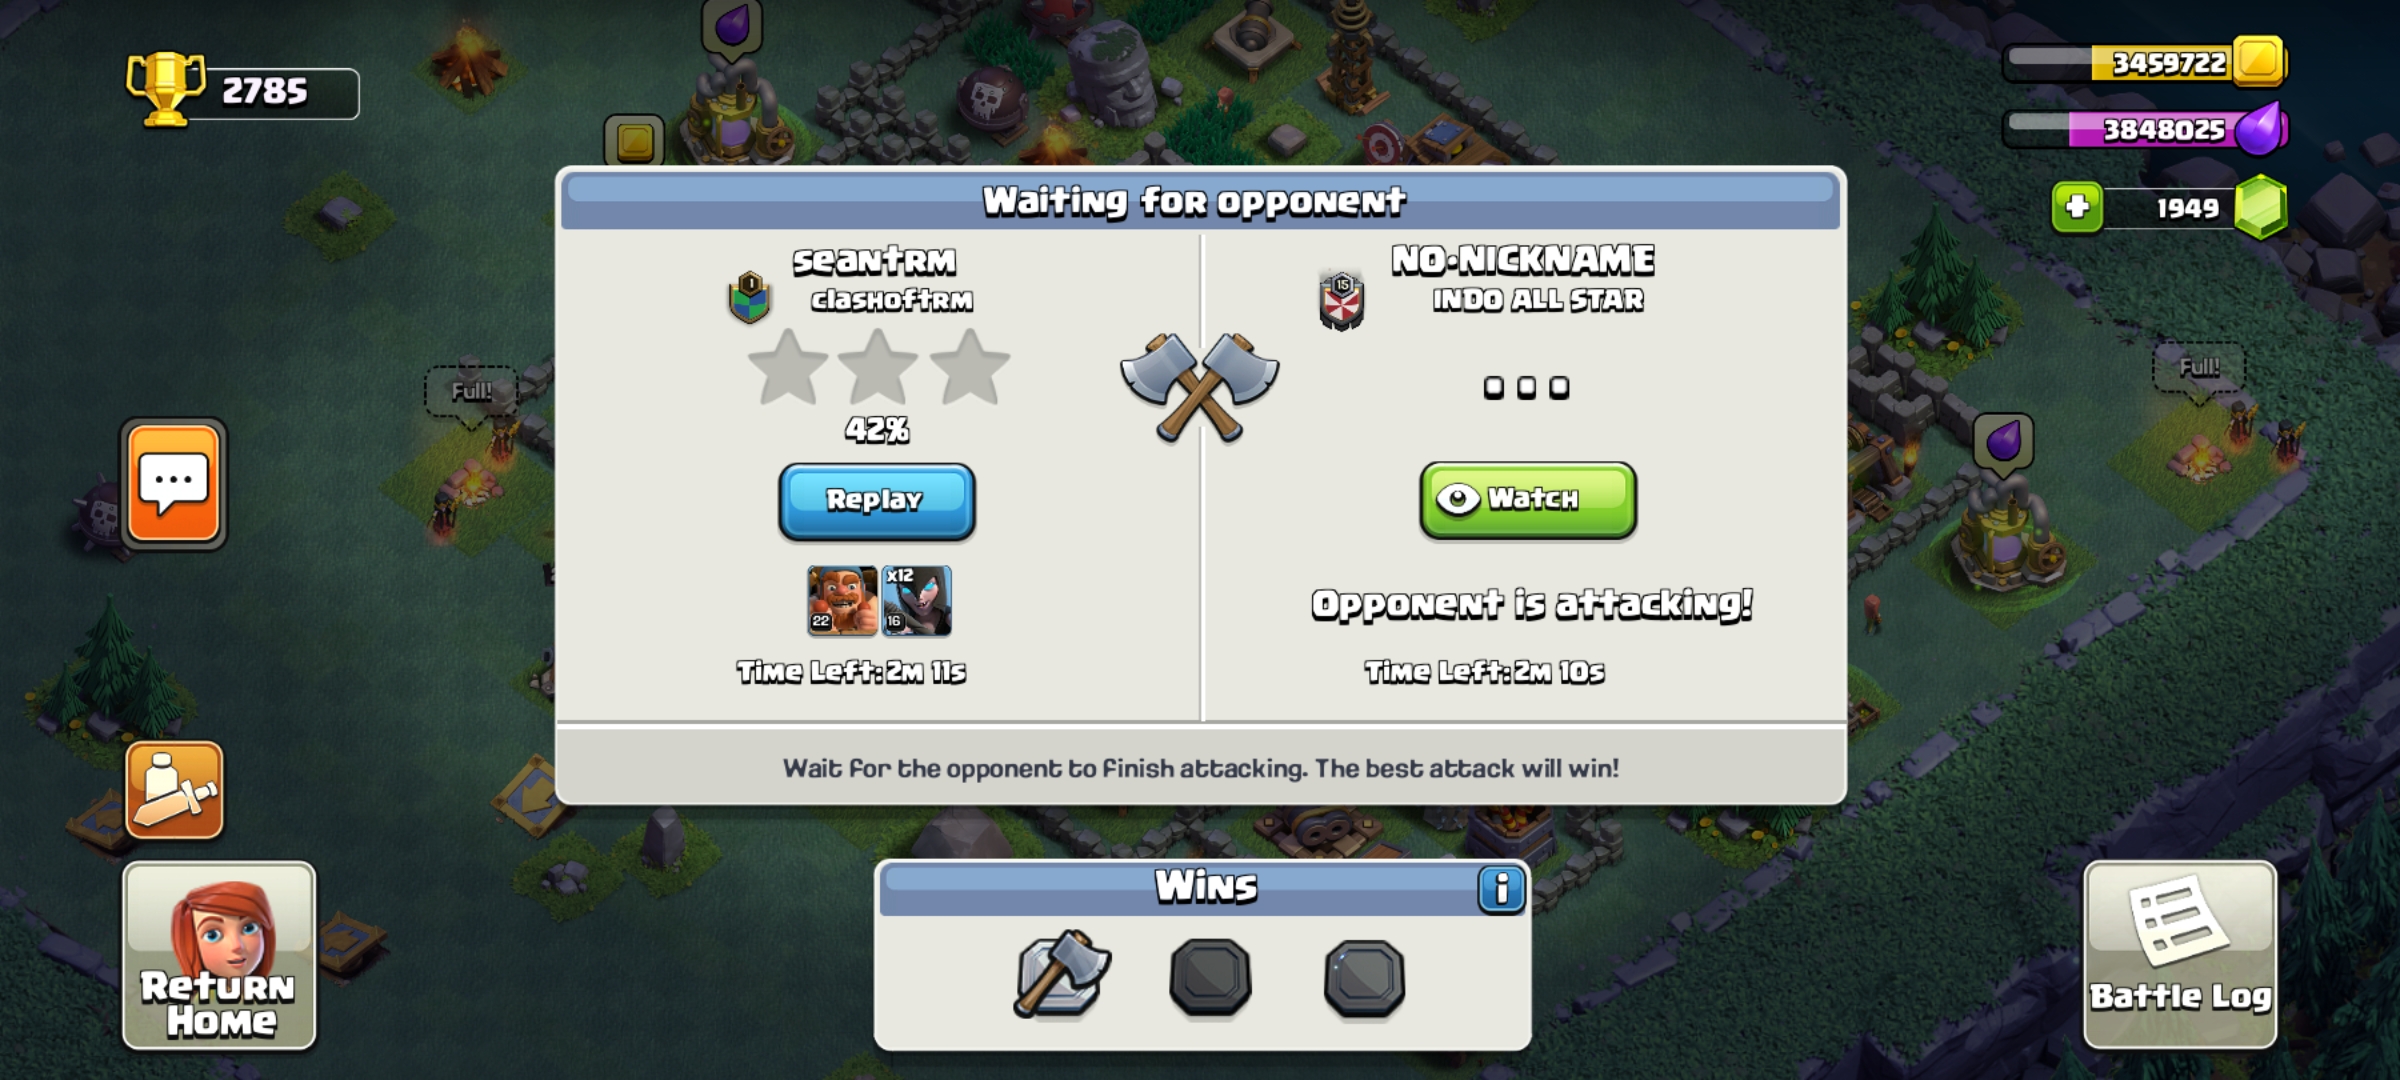 2785
3459722
3848025
1949
Waiting for opponent
seantrm
1
clashoftrm
42%
Replay
x12
22
16
Time Left:2m 11s
NO•NICKNAME
15
INDO ALL STAR
Watch
Opponent is attacking!
Time Left:2m 10s
Wait for the opponent to finish attacking. The best attack will win!
Full!
Full!
Wins
i
Return
Home
Battle Log